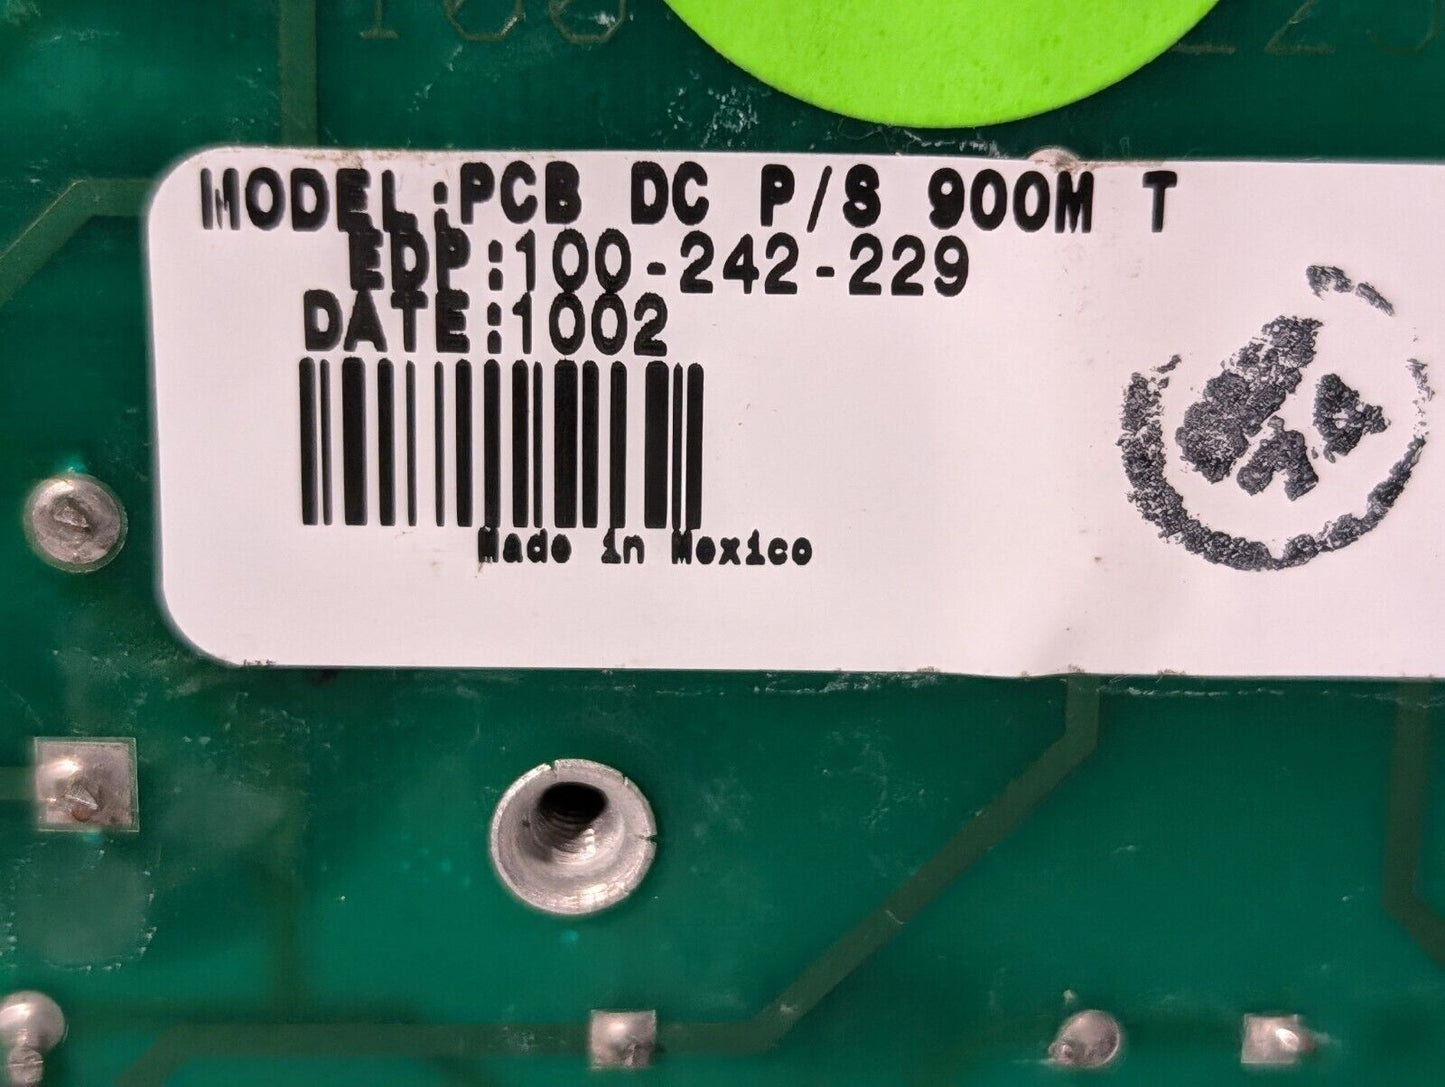 MODEL:PCB DC P/S 900M T
EDP:100-242-229
DATE:1002
Made in Mexico